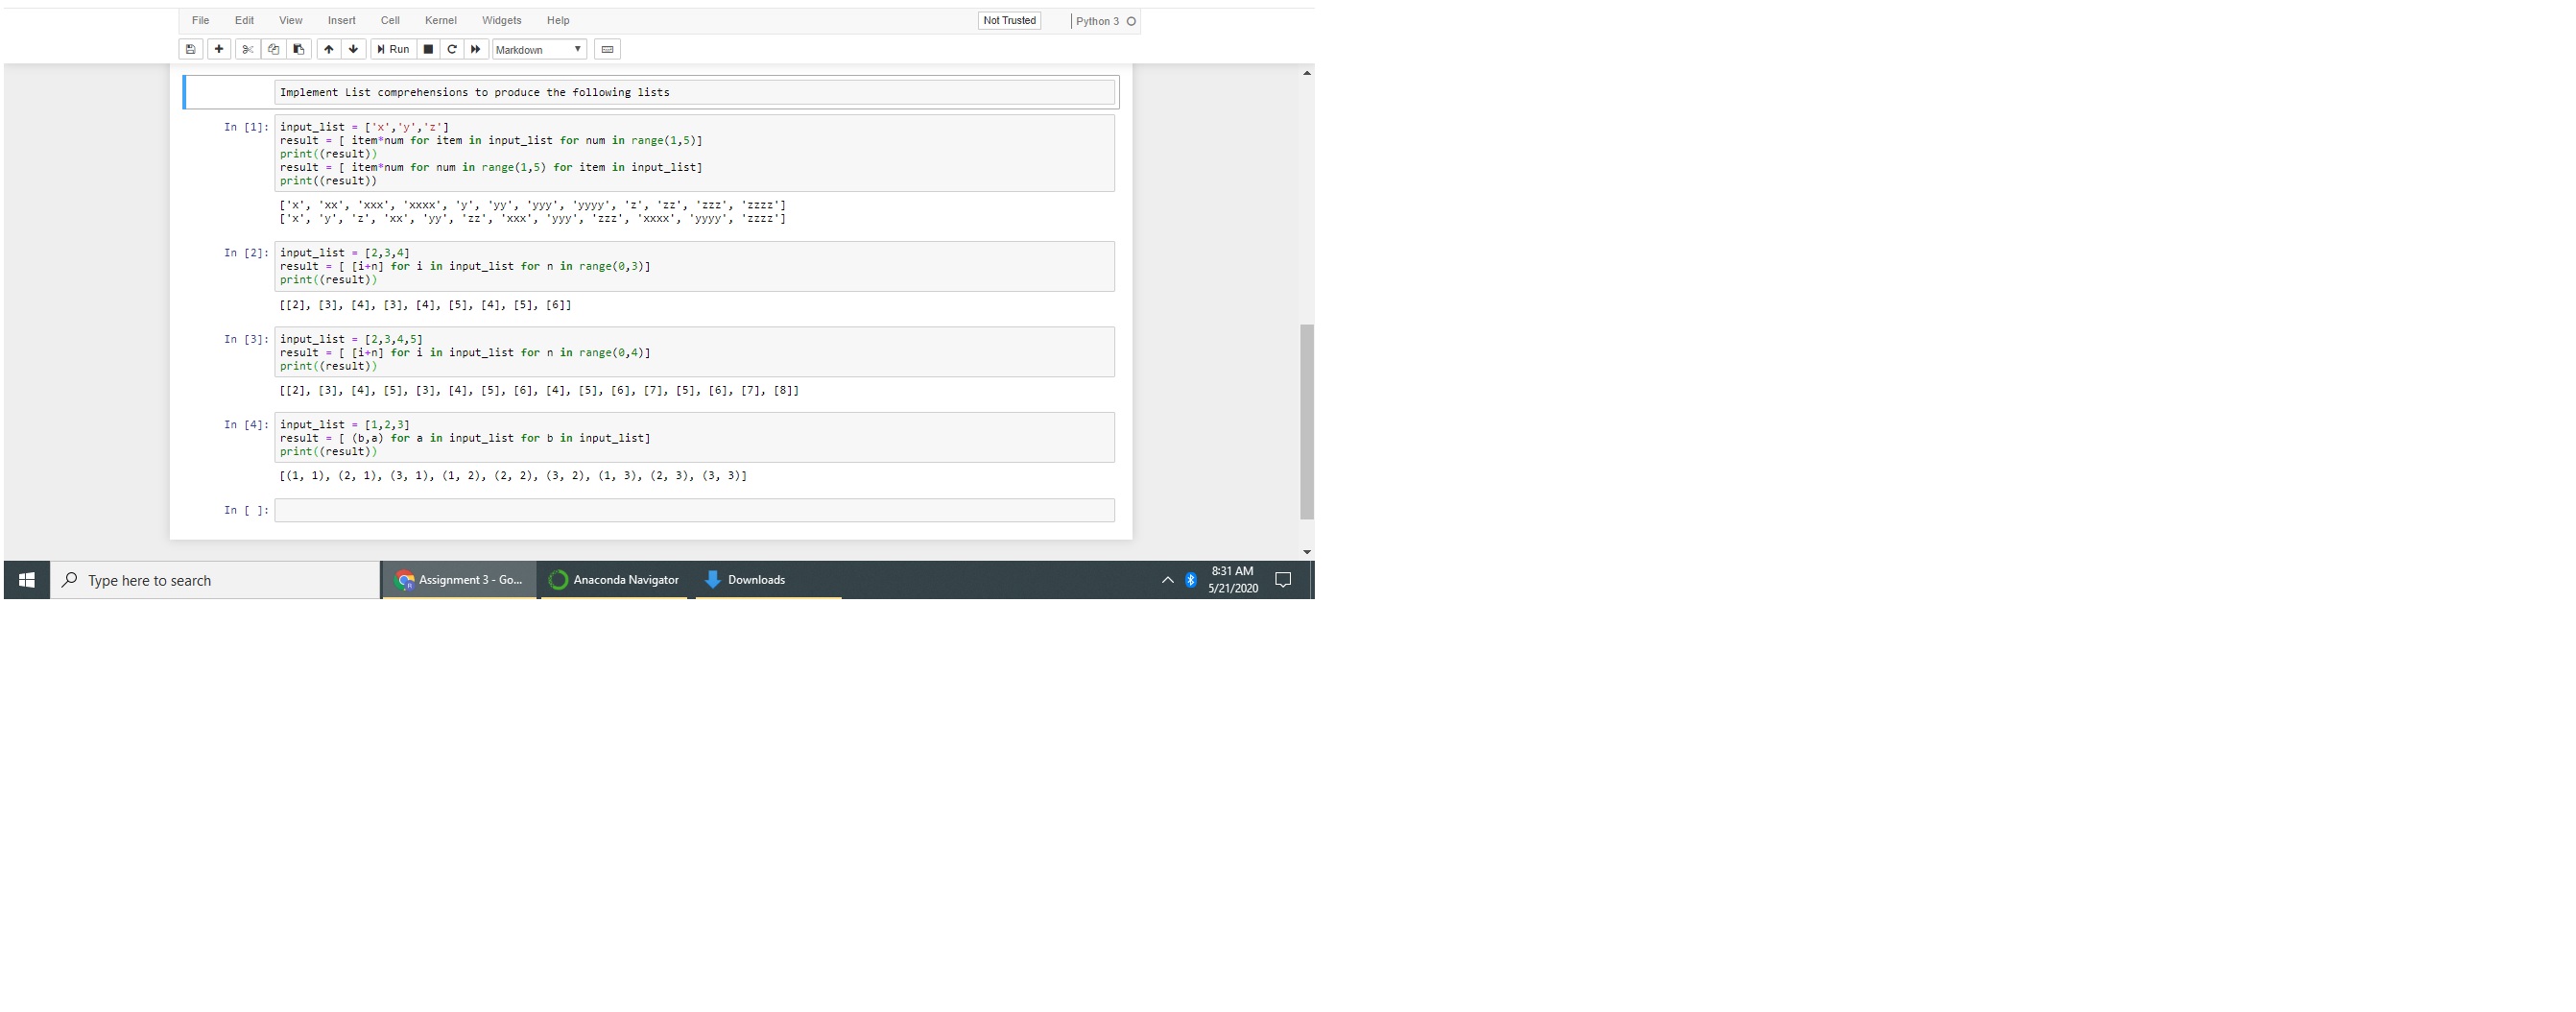 File Edit View Insert Cell Kernel Widgets Help Not Trusted Python 3
Run Markdown
Implement List comprehensions to produce the following lists
In [1]: input_list = ['x','y','z']
result = [ item*num for item in input_list for num in range(1,5)]
print((result))
result = [ item*num for num in range(1,5) for item in input_list]
print((result))
['x', 'xx', 'xxx', 'xxxx', 'y', 'yy', 'yyy', 'yyyy', 'z', 'zz', 'zzz', 'zzzz']
['x', 'y', 'z', 'xx', 'yy', 'zz', 'xxx', 'yyy', 'zzz', 'xxxx', 'yyyy', 'zzzz']
In [2]: input_list = [2,3,4]
result = [ [i+n] for i in input_list for n in range(0,3)]
print((result))
[[2], [3], [4], [3], [4], [5], [4], [5], [6]]
In [3]: input_list = [2,3,4,5]
result = [ [i+n] for i in input_list for n in range(0,4)]
print((result))
[[2], [3], [4], [5], [3], [4], [5], [6], [4], [5], [6], [7], [5], [6], [7], [8]]
In [4]: input_list = [1,2,3]
result = [ (b,a) for a in input_list for b in input_list]
print((result))
[(1, 1), (2, 1), (3, 1), (1, 2), (2, 2), (3, 2), (1, 3), (2, 3), (3, 3)]
In [ ]:
Type here to search Assignment 3 - Go... Anaconda Navigator Downloads 8:31 AM
5/21/2020